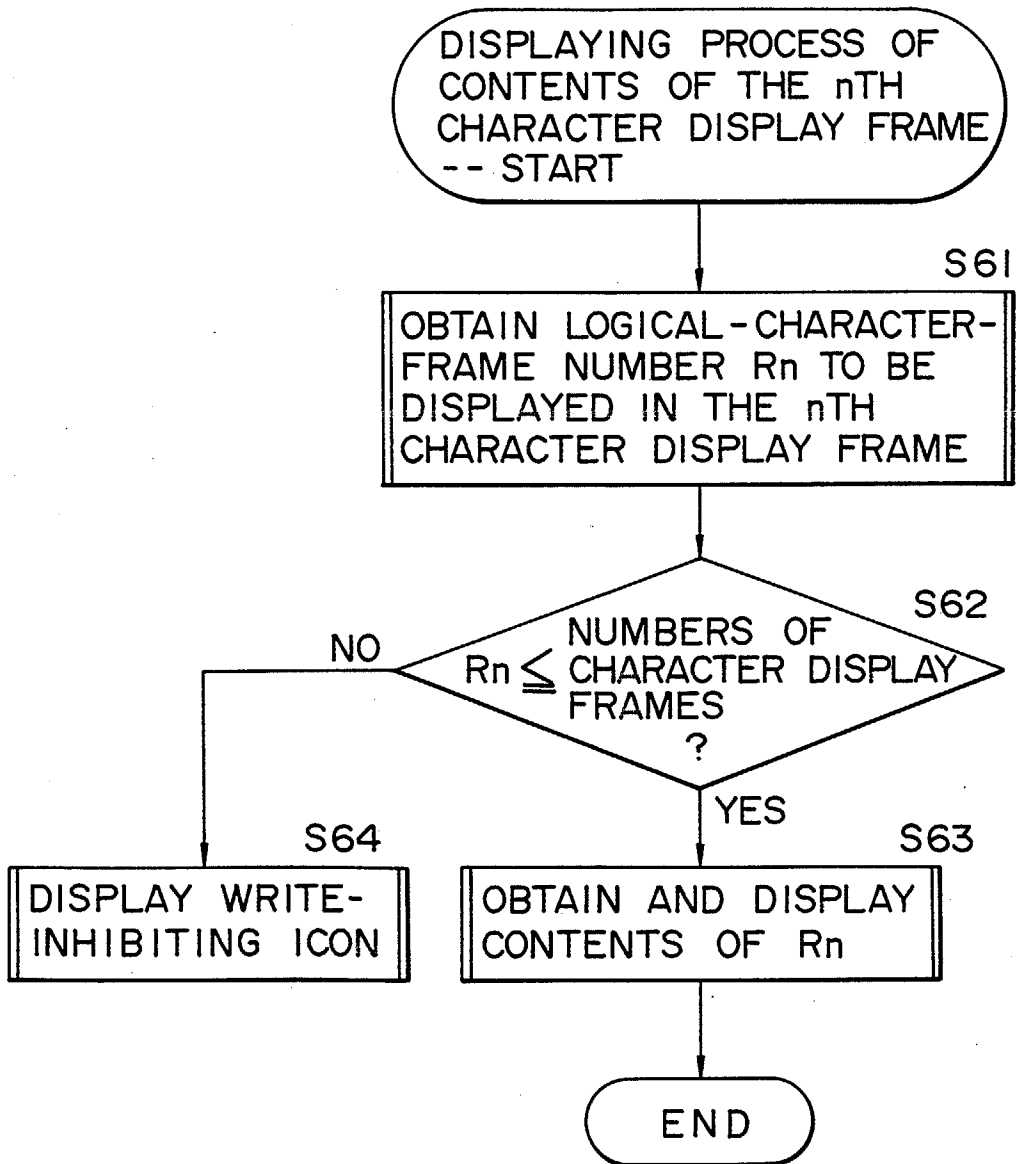 DISPLAYING PROCESS OF
CONTENTS OF THE nTH
CHARACTER DISPLAY FRAME
-- START
S61
OBTAIN LOGICAL-CHARACTER-
FRAME NUMBER Rn TO BE
DISPLAYED IN THE nTH
CHARACTER DISPLAY FRAME
S62
NUMBERS OF
Rn ≦ CHARACTER DISPLAY
FRAMES
?
NO
YES
S64
DISPLAY WRITE-
INHIBITING ICON
S63
OBTAIN AND DISPLAY
CONTENTS OF Rn
END